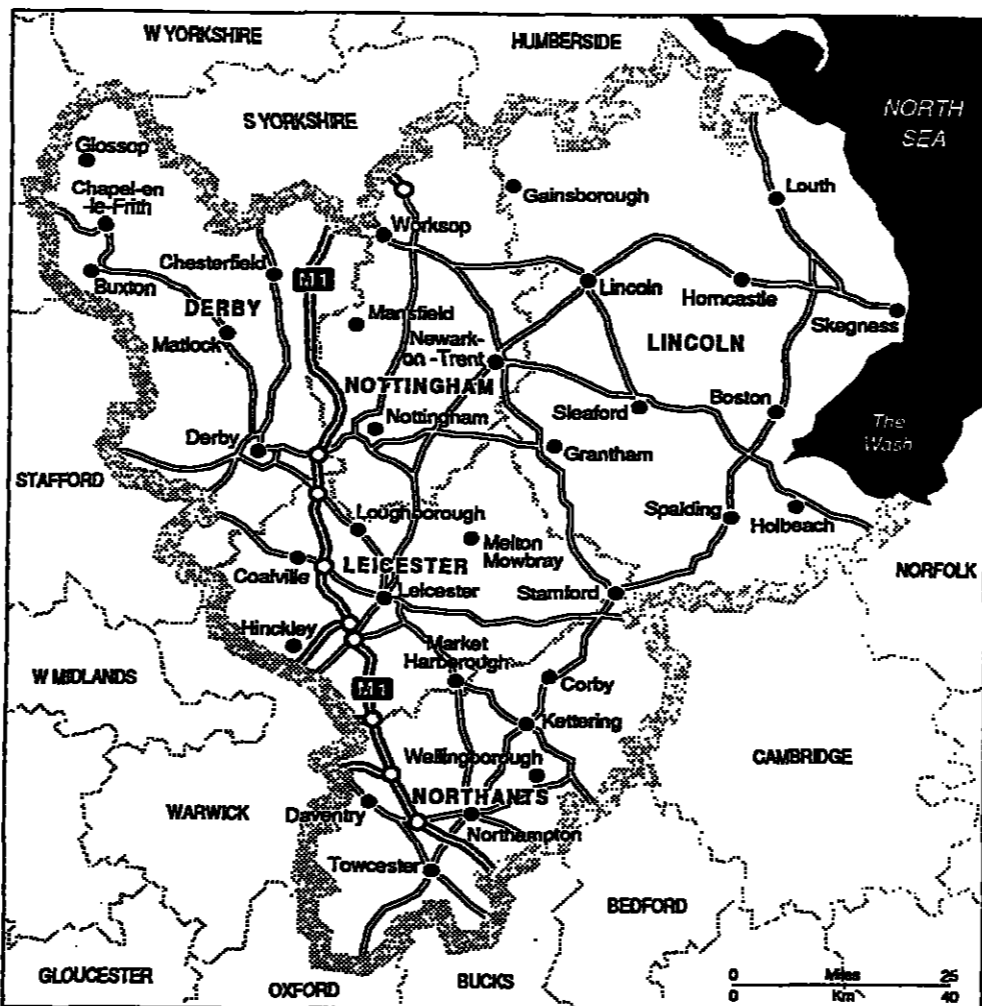 W YORKSHIRE
HUMBERSIDE
NORTH
SEA
S YORKSHIRE
Glossop
Chapel-en
-le-Frith
Gainsborough
Louth
Worksop
Buxton
Chesterfield
M1
Lincoln
Horncastle
Skegness
DERBY
Mansfield
Matlock
Newark-
on-Trent
LINCOLN
NOTTINGHAM
Nottingham
Sleaford
Boston
The
Wash
Derby
Grantham
STAFFORD
Loughborough
Spalding
Holbeach
Melton
Mowbray
LEICESTER
Coalville
Leicester
Stamford
NORFOLK
Hinckley
Market
Harborough
W MIDLANDS
M1
Corby
Kettering
Wellingborough
CAMBRIDGE
NORTHANTS
WARWICK
Daventry
Northampton
Towcester
BEDFORD
GLOUCESTER
OXFORD
BUCKS
0 Miles 25
0 Km 40